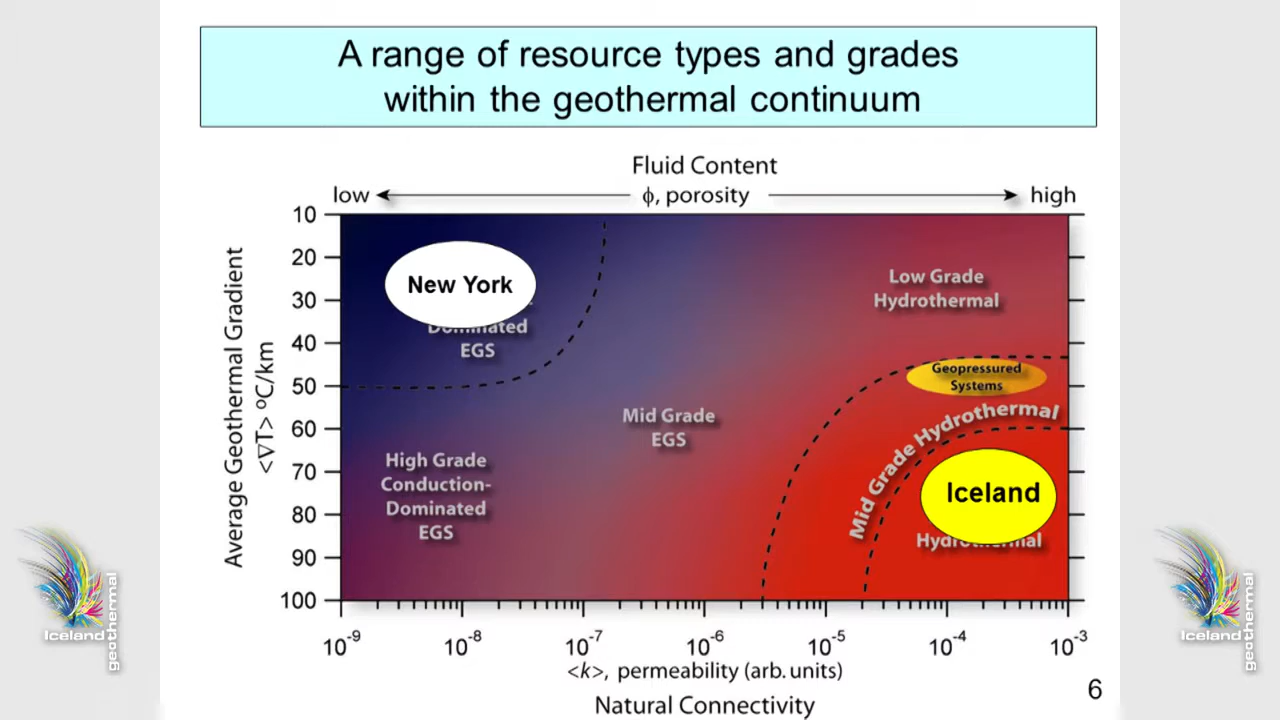 A range of resource types and grades
within the geothermal continuum
Fluid Content
low
ϕ, porosity
high
Average Geothermal Gradient
<∇T> ºC/km
10
20
30
40
50
60
70
80
90
100
New York
Dominated
EGS
Low Grade
Hydrothermal
Geopressured
Systems
Mid Grade Hydrothermal
Mid Grade
EGS
High Grade
Conduction-
Dominated
EGS
Iceland
Hydrothermal
10-9
10-8
10-7
10-6
10-5
10-4
10-3
<k>, permeability (arb. units)
Natural Connectivity
6
Iceland
geothermal
Iceland
geothermal